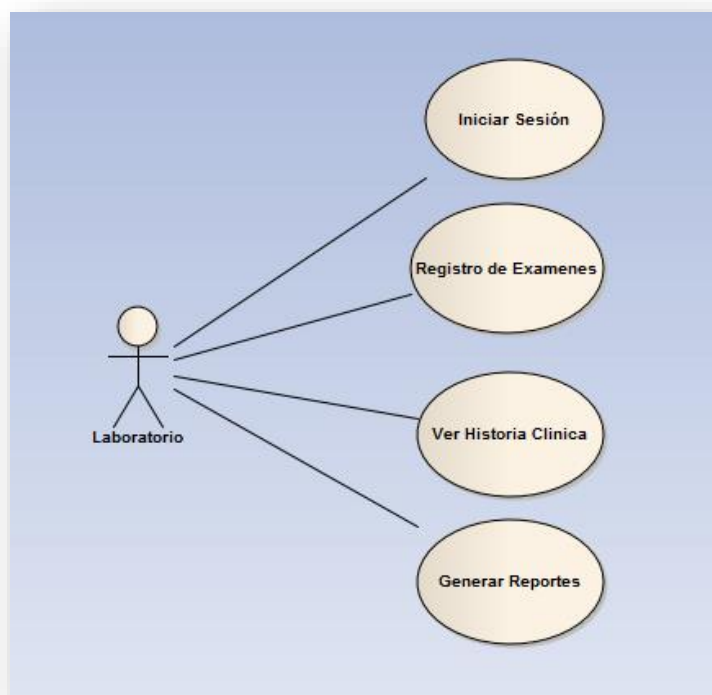 Iniciar Sesión
Registro de Examenes
Laboratorio
Ver Historia Clinica
Generar Reportes